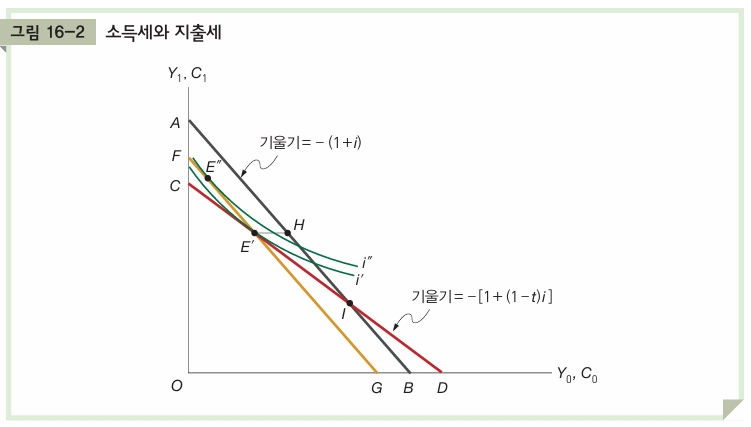 그림 16-2 소득세와 지출세
Y₁, C₁
A
기울기=-(1+i)
F
E″
C
H
E′
i″
i′
기울기=-[1+(1-t)i]
I
O
G
B
D
Y₀, C₀